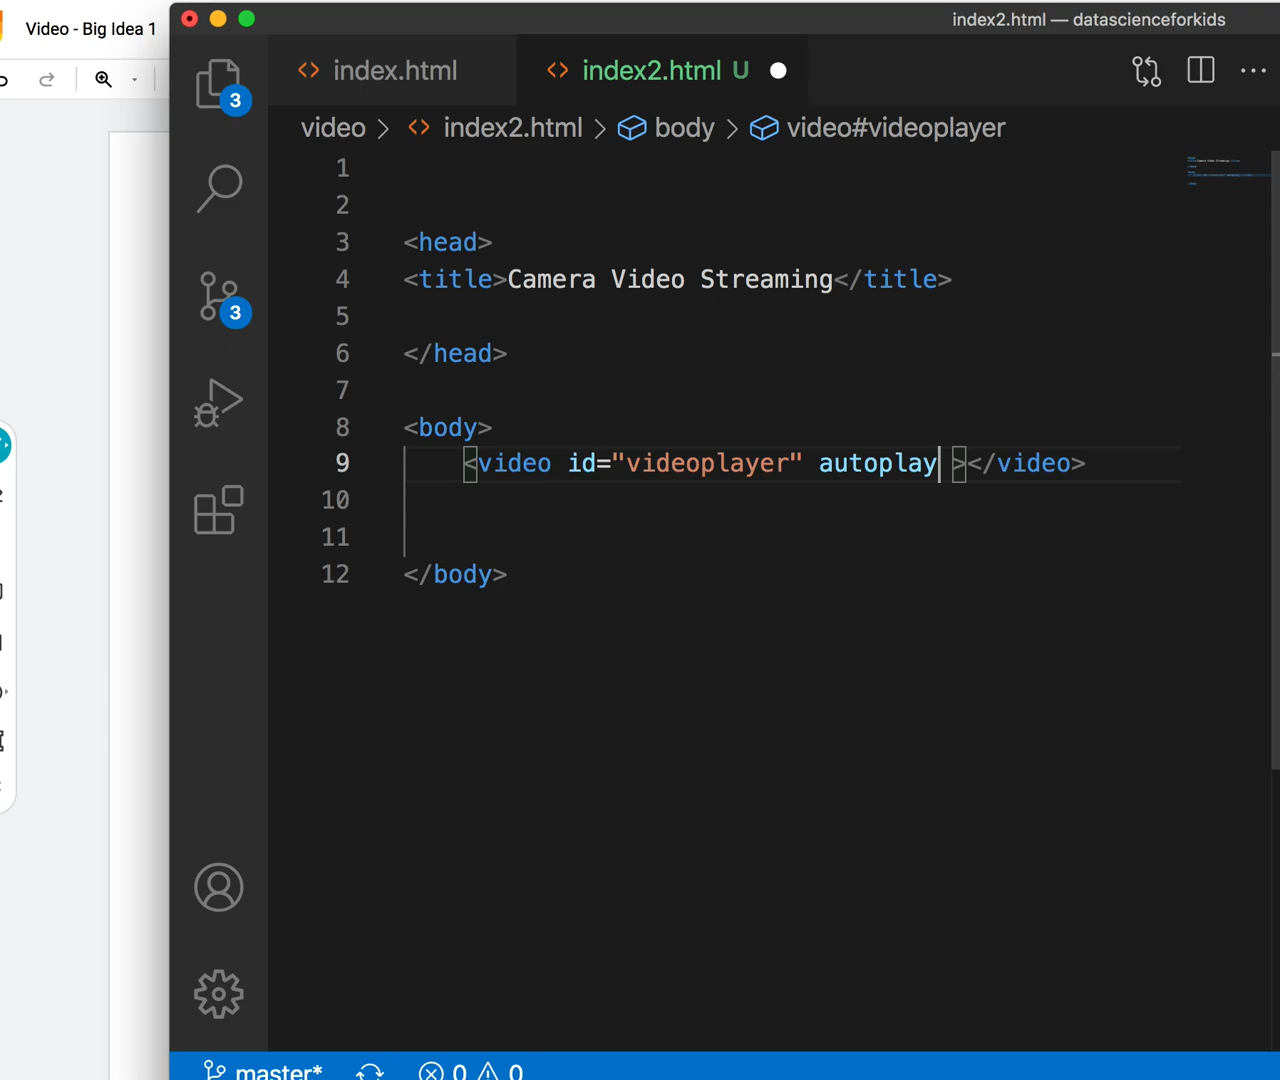 Video - Big Idea 1
index2.html — datascienceforkids
3
index.html
index2.html U
video > index2.html > body > video#videoplayer
1
2
3 <head>
4 <title>Camera Video Streaming</title>
5
6 </head>
7
8 <body>
9 <video id="videoplayer" autoplay ></video>
10
11
12 </body>
3
master* 0 0